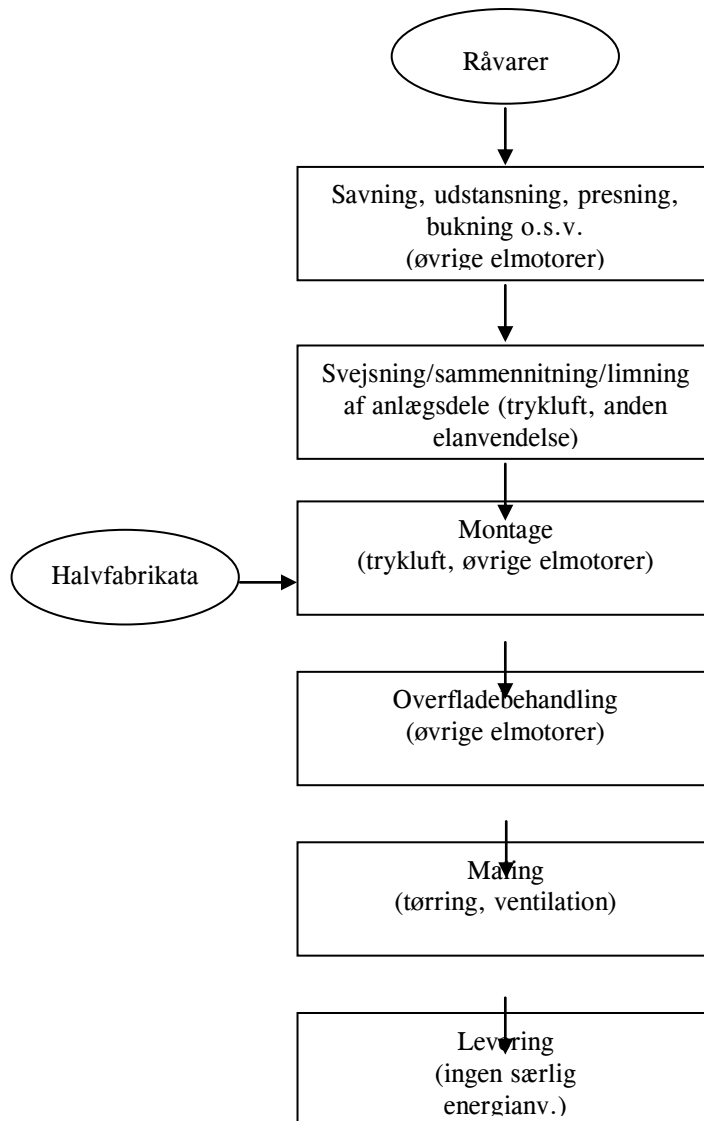 Råvarer
Savning, udstansning, presning,
bukning o.s.v.
(øvrige elmotorer)
Svejsning/sammennitning/limning
af anlægsdele (trykluft, anden
elanvendelse)
Montage
(trykluft, øvrige elmotorer)
Halvfabrikata
Overfladebehandling
(øvrige elmotorer)
Maling
(tørring, ventilation)
Levering
(ingen særlig
energianv.)